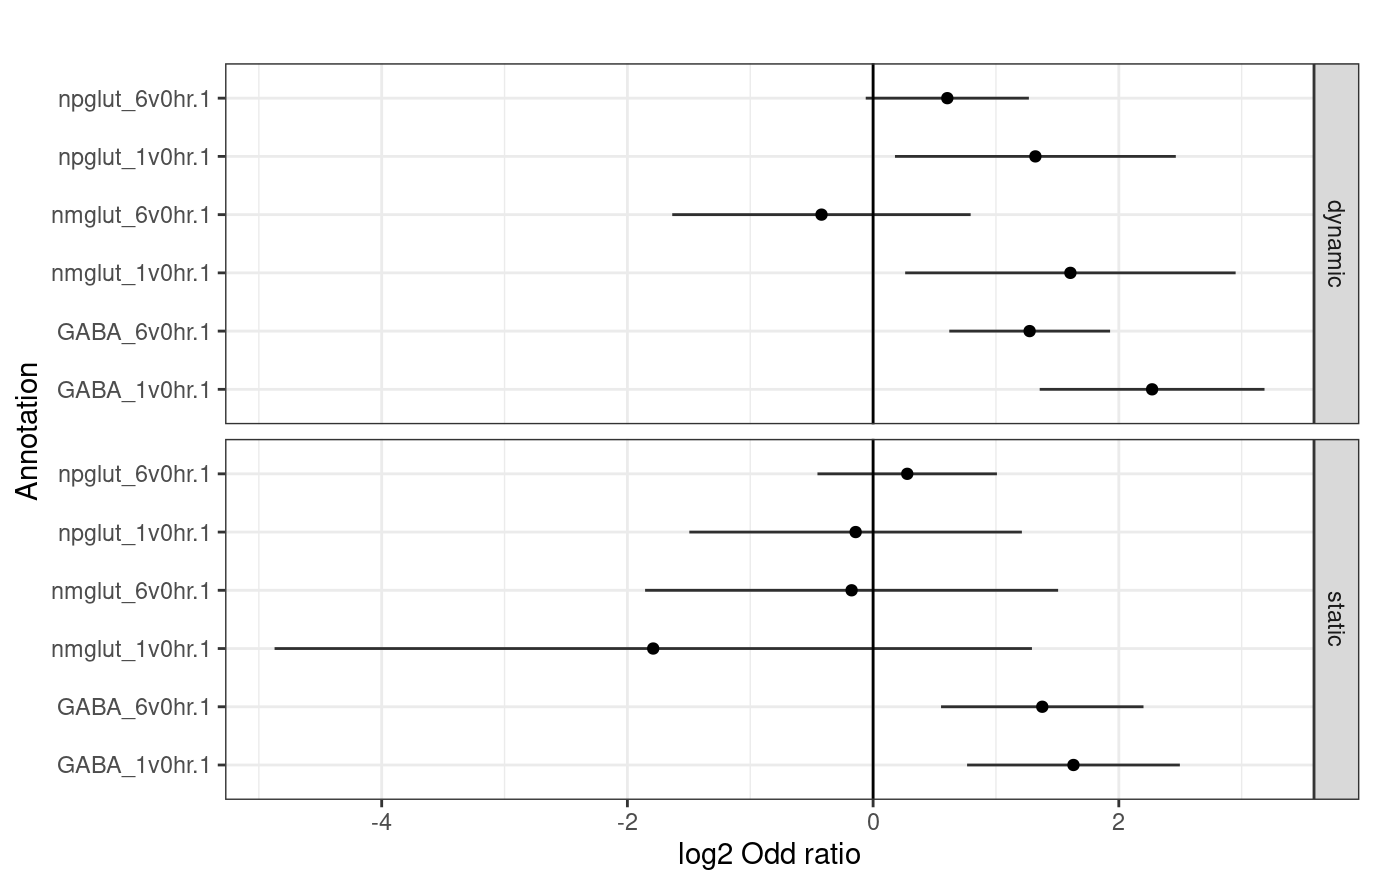 npglut_6v0hr.1
npglut_1v0hr.1
nmglut_6v0hr.1
nmglut_1v0hr.1
GABA_6v0hr.1
GABA_1v0hr.1
dynamic
Annotation
npglut_6v0hr.1
npglut_1v0hr.1
nmglut_6v0hr.1
nmglut_1v0hr.1
GABA_6v0hr.1
GABA_1v0hr.1
static
-4 -2 0 2
log2 Odd ratio